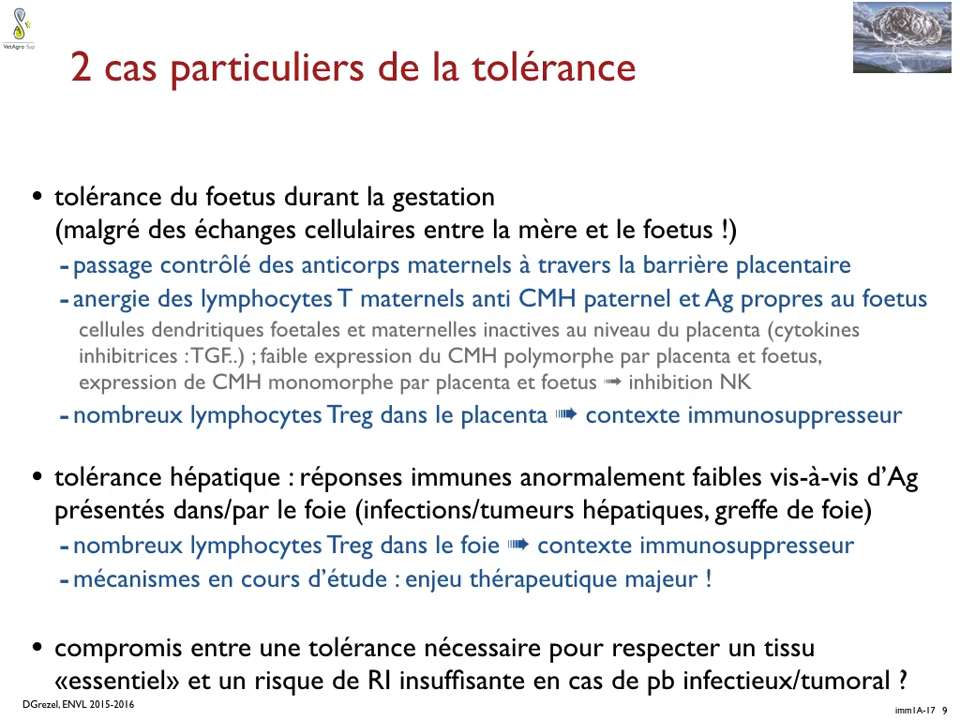 VetAgro Sup
2 cas particuliers de la tolérance
• tolérance du foetus durant la gestation
(malgré des échanges cellulaires entre la mère et le foetus !)
- passage contrôlé des anticorps maternels à travers la barrière placentaire
- anergie des lymphocytes T maternels anti CMH paternel et Ag propres au foetus
cellules dendritiques foetales et maternelles inactives au niveau du placenta (cytokines
inhibitrices : TGF..) ; faible expression du CMH polymorphe par placenta et foetus,
expression de CMH monomorphe par placenta et foetus ➟ inhibition NK
- nombreux lymphocytes Treg dans le placenta ➠ contexte immunosuppresseur
• tolérance hépatique : réponses immunes anormalement faibles vis-à-vis d'Ag
présentés dans/par le foie (infections/tumeurs hépatiques, greffe de foie)
- nombreux lymphocytes Treg dans le foie ➠ contexte immunosuppresseur
- mécanismes en cours d'étude : enjeu thérapeutique majeur !
• compromis entre une tolérance nécessaire pour respecter un tissu
«essentiel» et un risque de RI insuffisante en cas de pb infectieux/tumoral ?
DGrezel, ENVL 2015-2016
imm1A-17 9